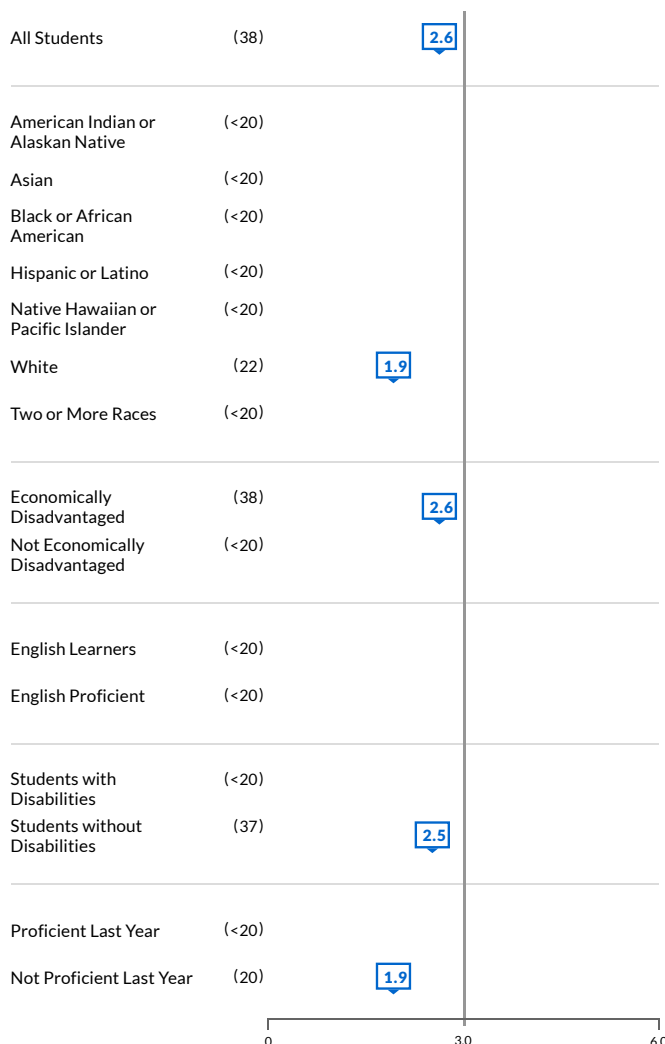 All Students (38) 2.6
American Indian or (<20)
Alaskan Native
Asian (<20)
Black or African (<20)
American
Hispanic or Latino (<20)
Native Hawaiian or (<20)
Pacific Islander
White (22) 1.9
Two or More Races (<20)
Economically (38) 2.6
Disadvantaged
Not Economically (<20)
Disadvantaged
English Learners (<20)
English Proficient (<20)
Students with (<20)
Disabilities
Students without (37) 2.5
Disabilities
Proficient Last Year (<20)
Not Proficient Last Year (20) 1.9
0 3.0 6.0